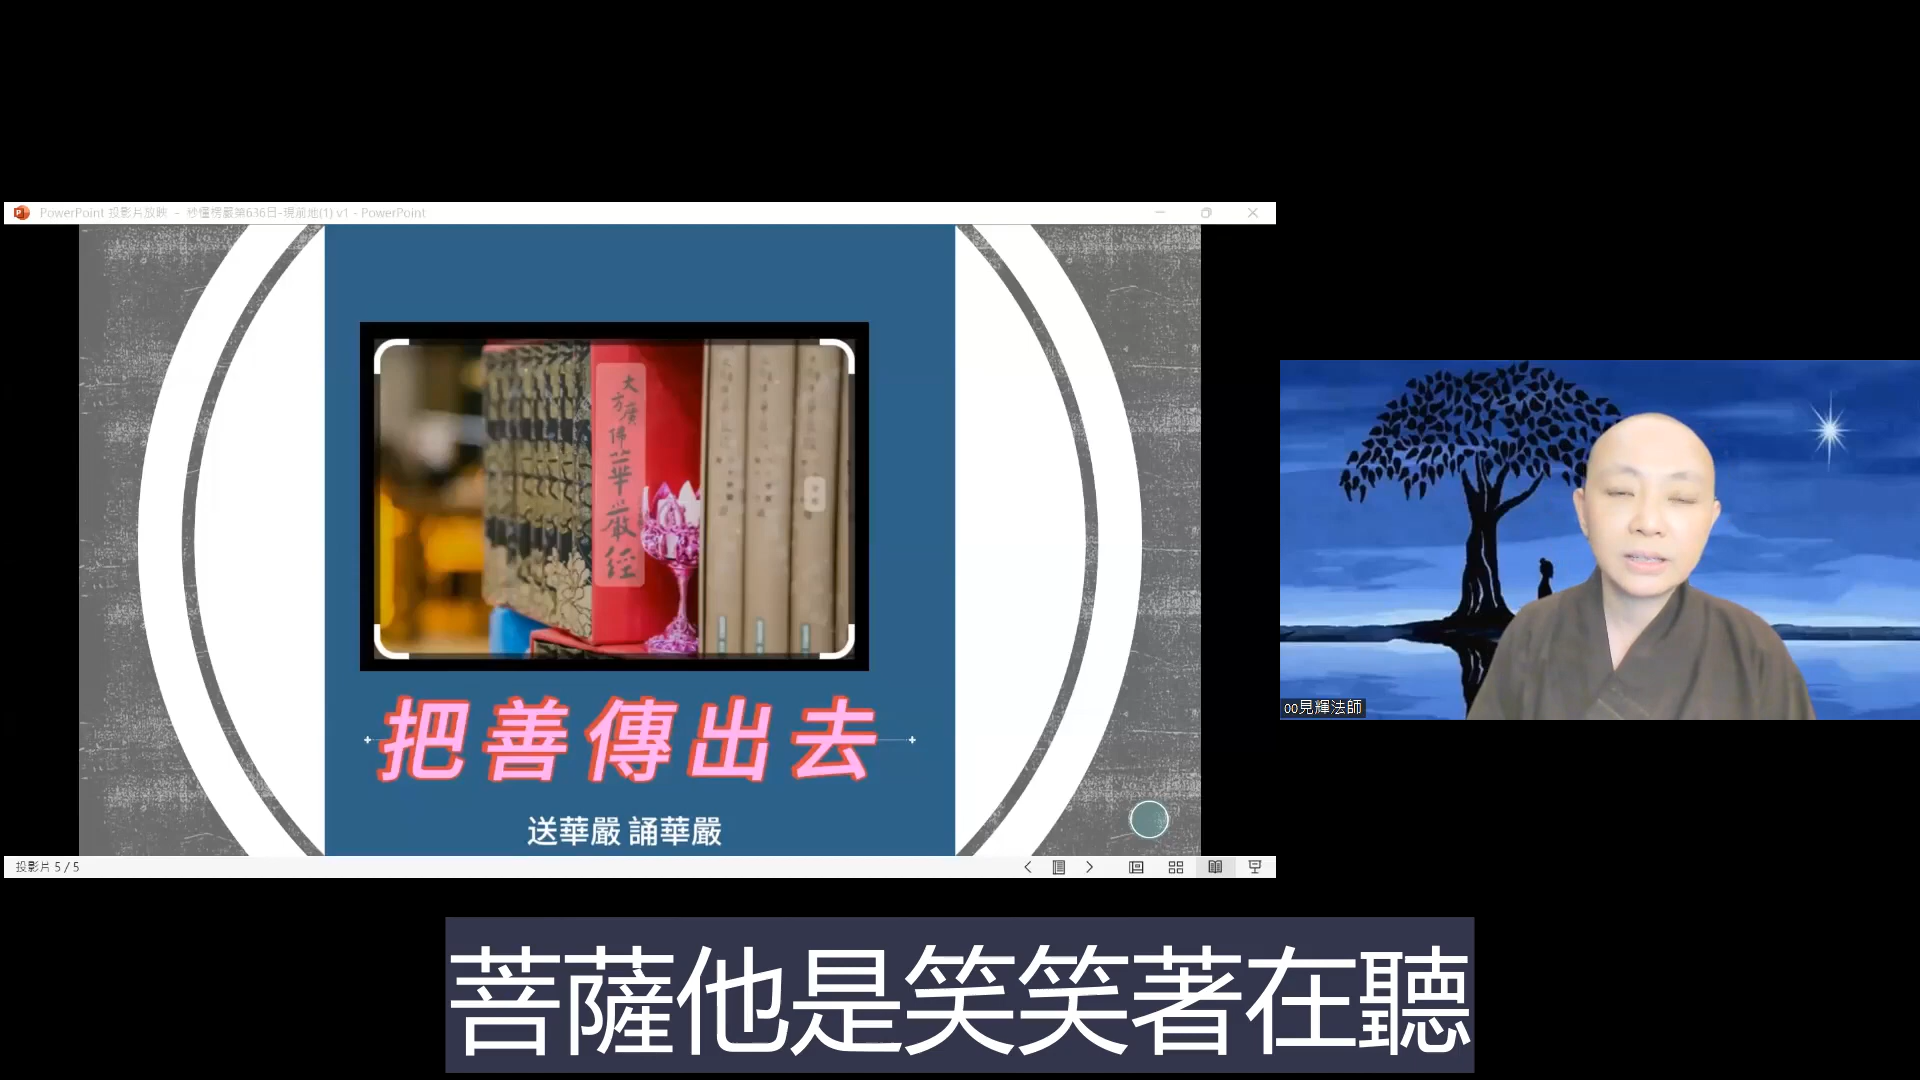 PowerPoint 投影片放映 - 秒懂楞嚴第636日-現前地(1) v1 - PowerPoint
大方廣佛華嚴經
把善傳出去
送華嚴 誦華嚴
00見輝法師
投影片 5 / 5
菩薩他是笑笑著在聽